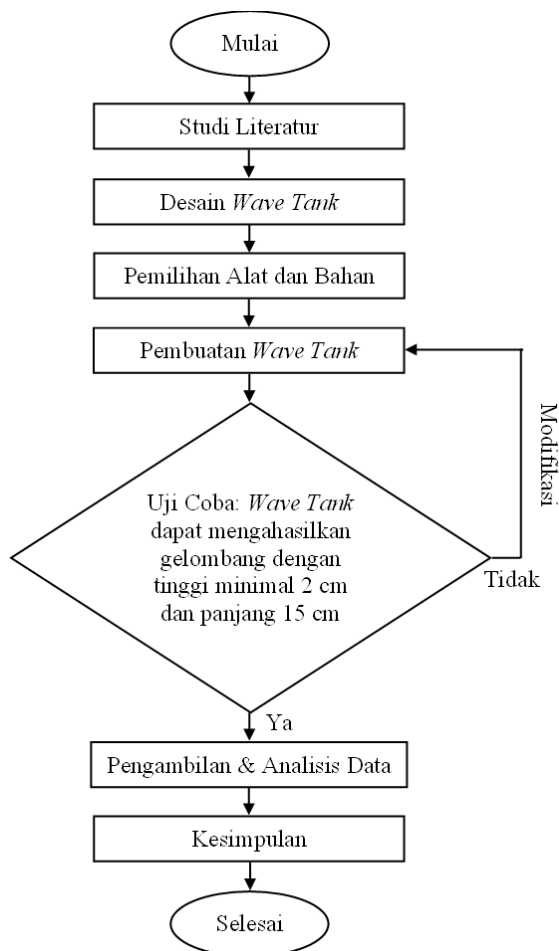 Mulai
Studi Literatur
Desain Wave Tank
Pemilihan Alat dan Bahan
Pembuatan Wave Tank
Modifikasi
Uji Coba: Wave Tank
dapat mengahasilkan
gelombang dengan
tinggi minimal 2 cm
dan panjang 15 cm
Tidak
Ya
Pengambilan & Analisis Data
Kesimpulan
Selesai